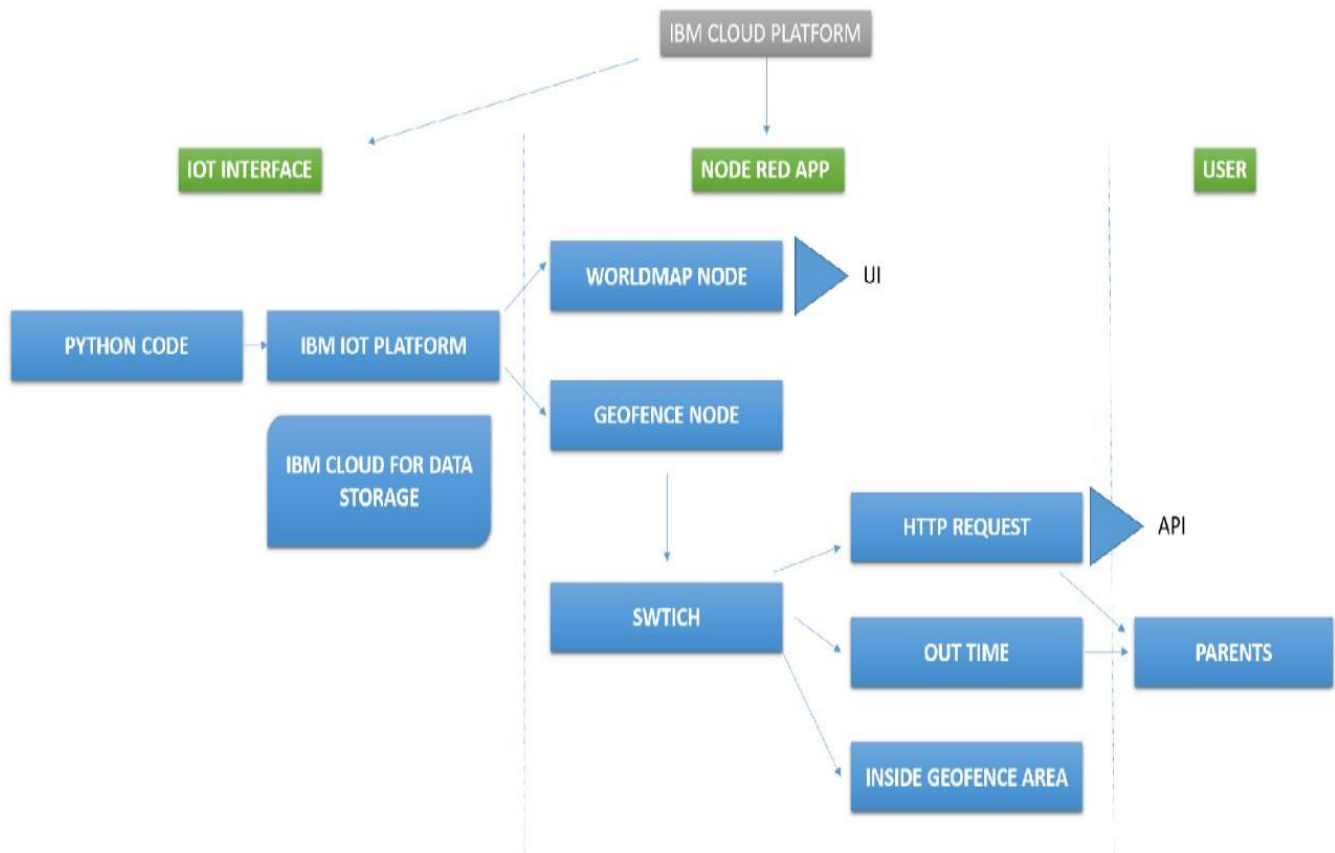 IBM CLOUD PLATFORM
IOT INTERFACE
NODE RED APP
USER
WORLDMAP NODE
UI
PYTHON CODE
IBM IOT PLATFORM
GEOFENCE NODE
IBM CLOUD FOR DATA
STORAGE
HTTP REQUEST
API
SWTICH
OUT TIME
PARENTS
INSIDE GEOFENCE AREA